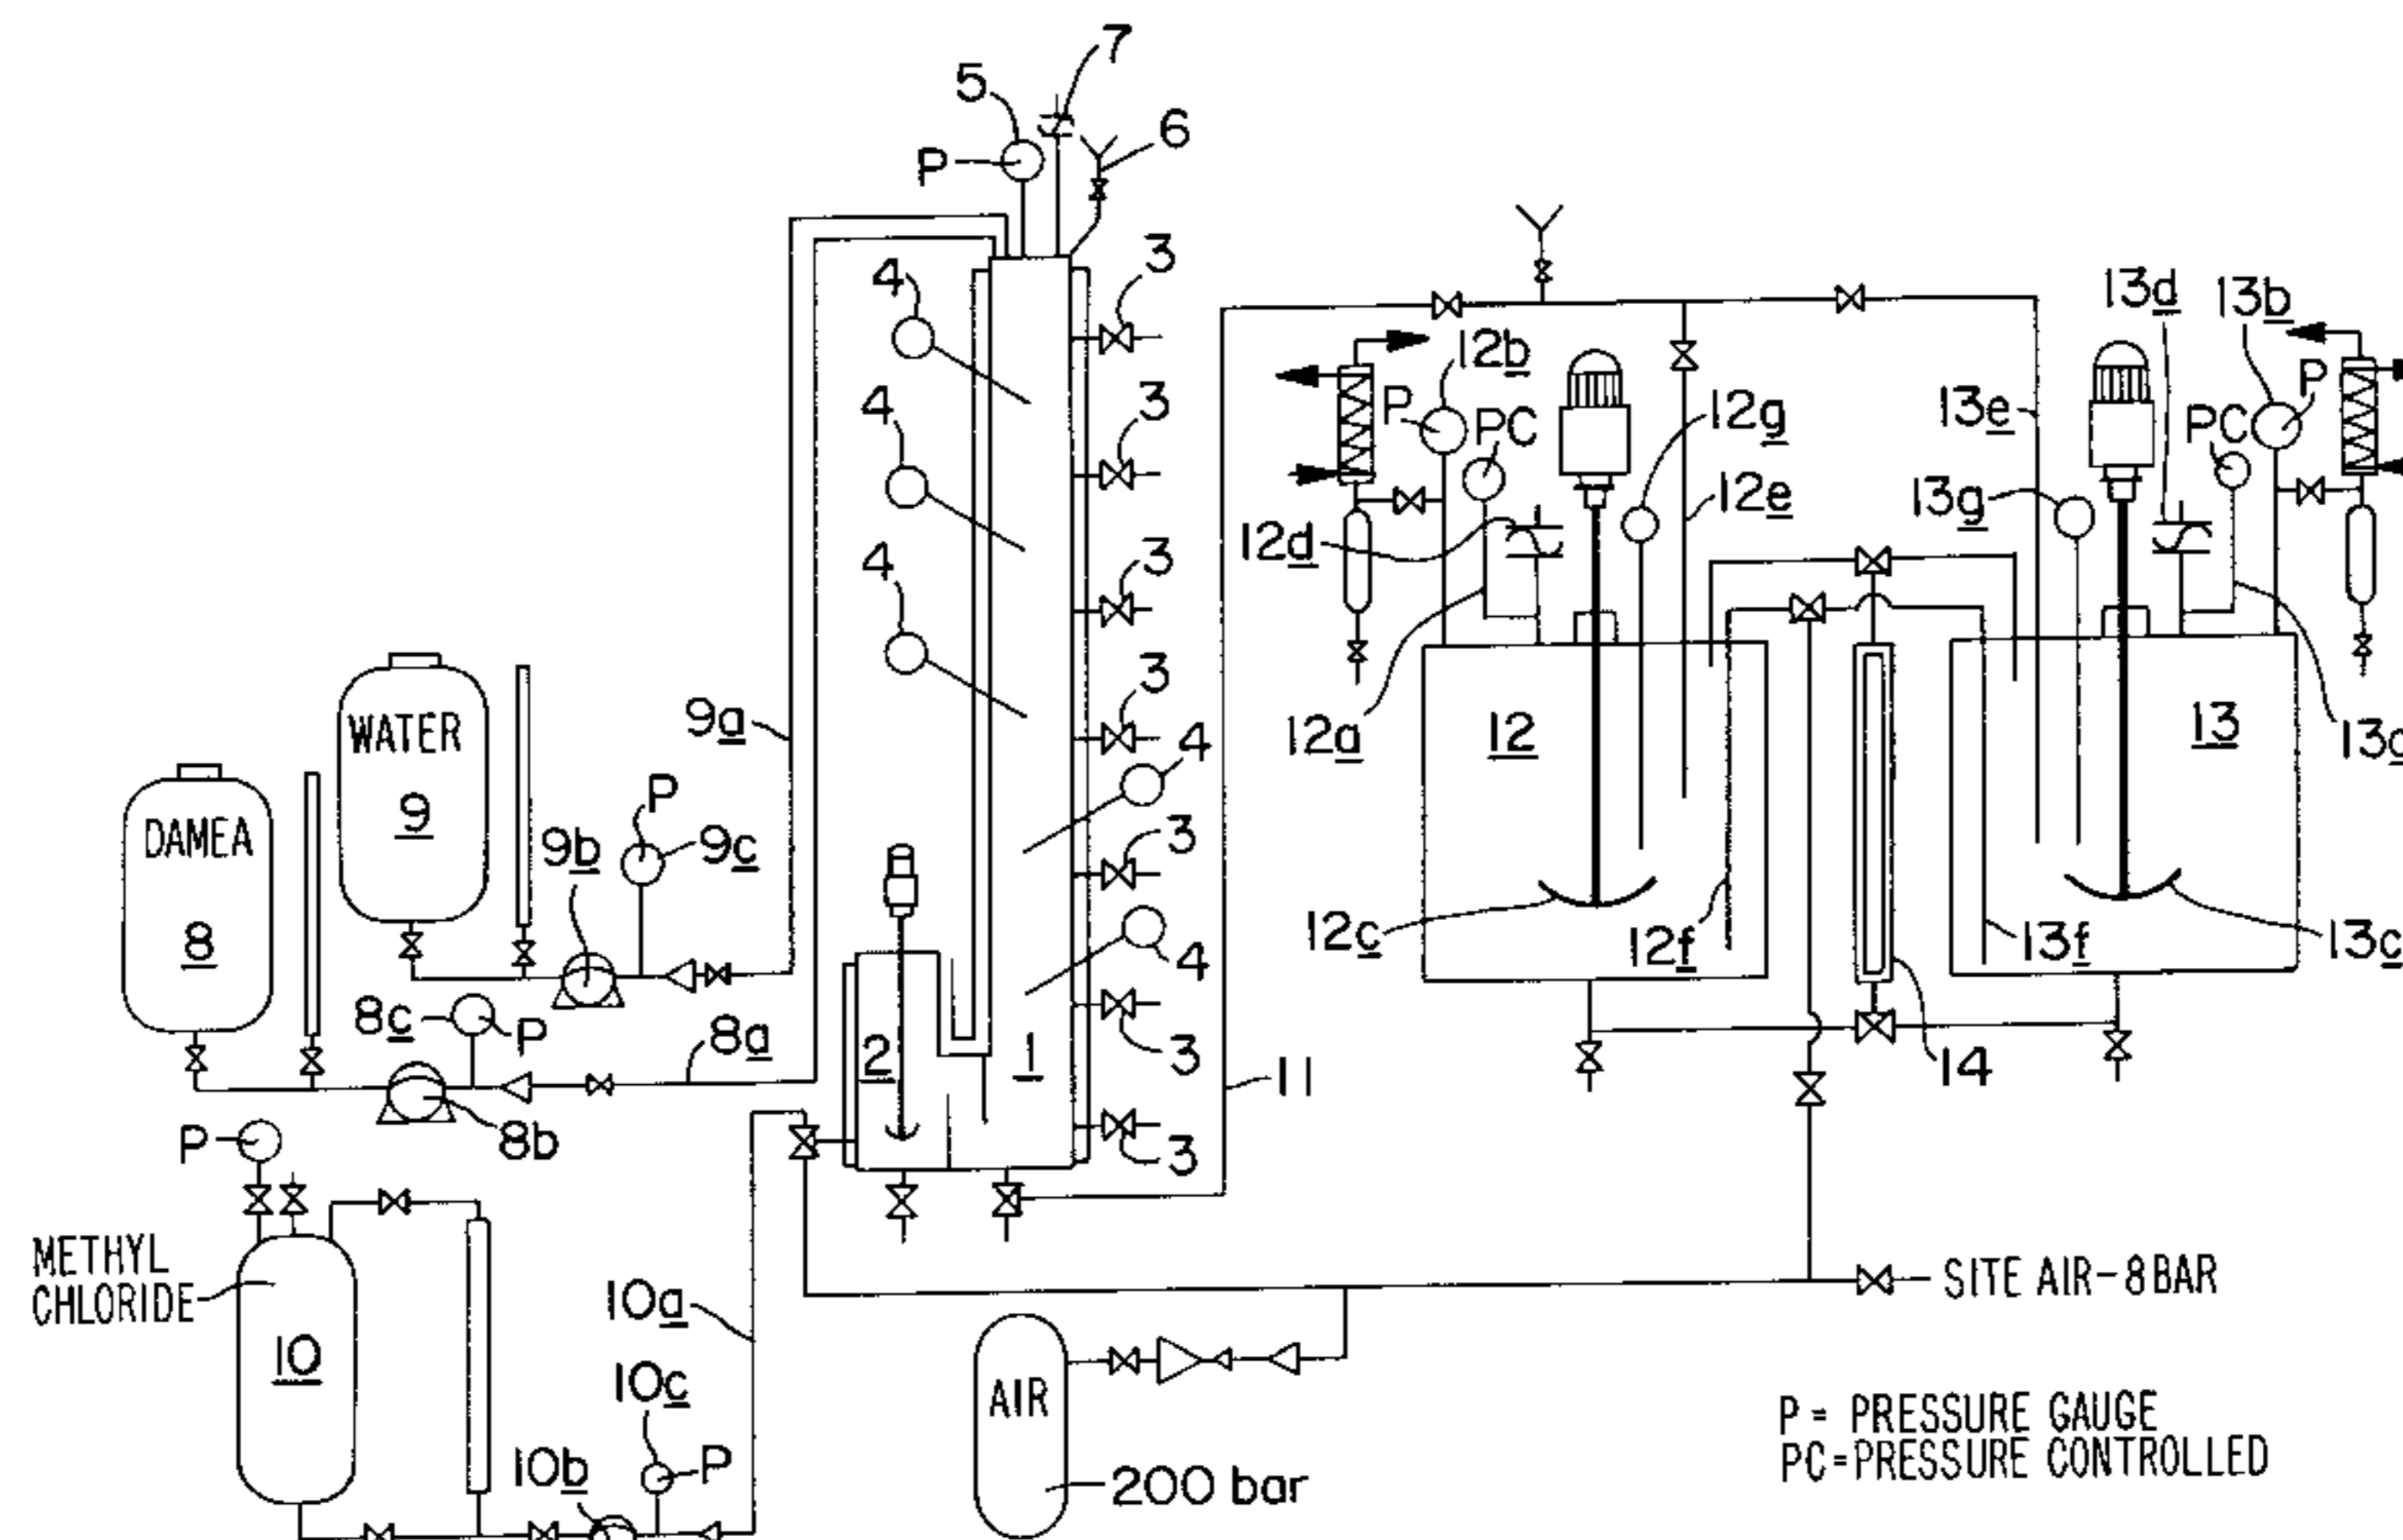 7
5
6
P
3
4
13d
13b
12b
3
P
P
4
PC
12g
13e
PC
3
13g
12e
12d
4
3
9a
WATER
4
12
13
12a
P
DAMEA
9
9b
9c
3
8
12c
4
12f
13f
13c
8c
P
8a
2
1
3
14
11
P
8b
3
METHYL
CHLORIDE
10a
SITE AIR-8 BAR
10
10c
AIR
P = PRESSURE GAUGE
PC=PRESSURE CONTROLLED
10b
P
200 bar